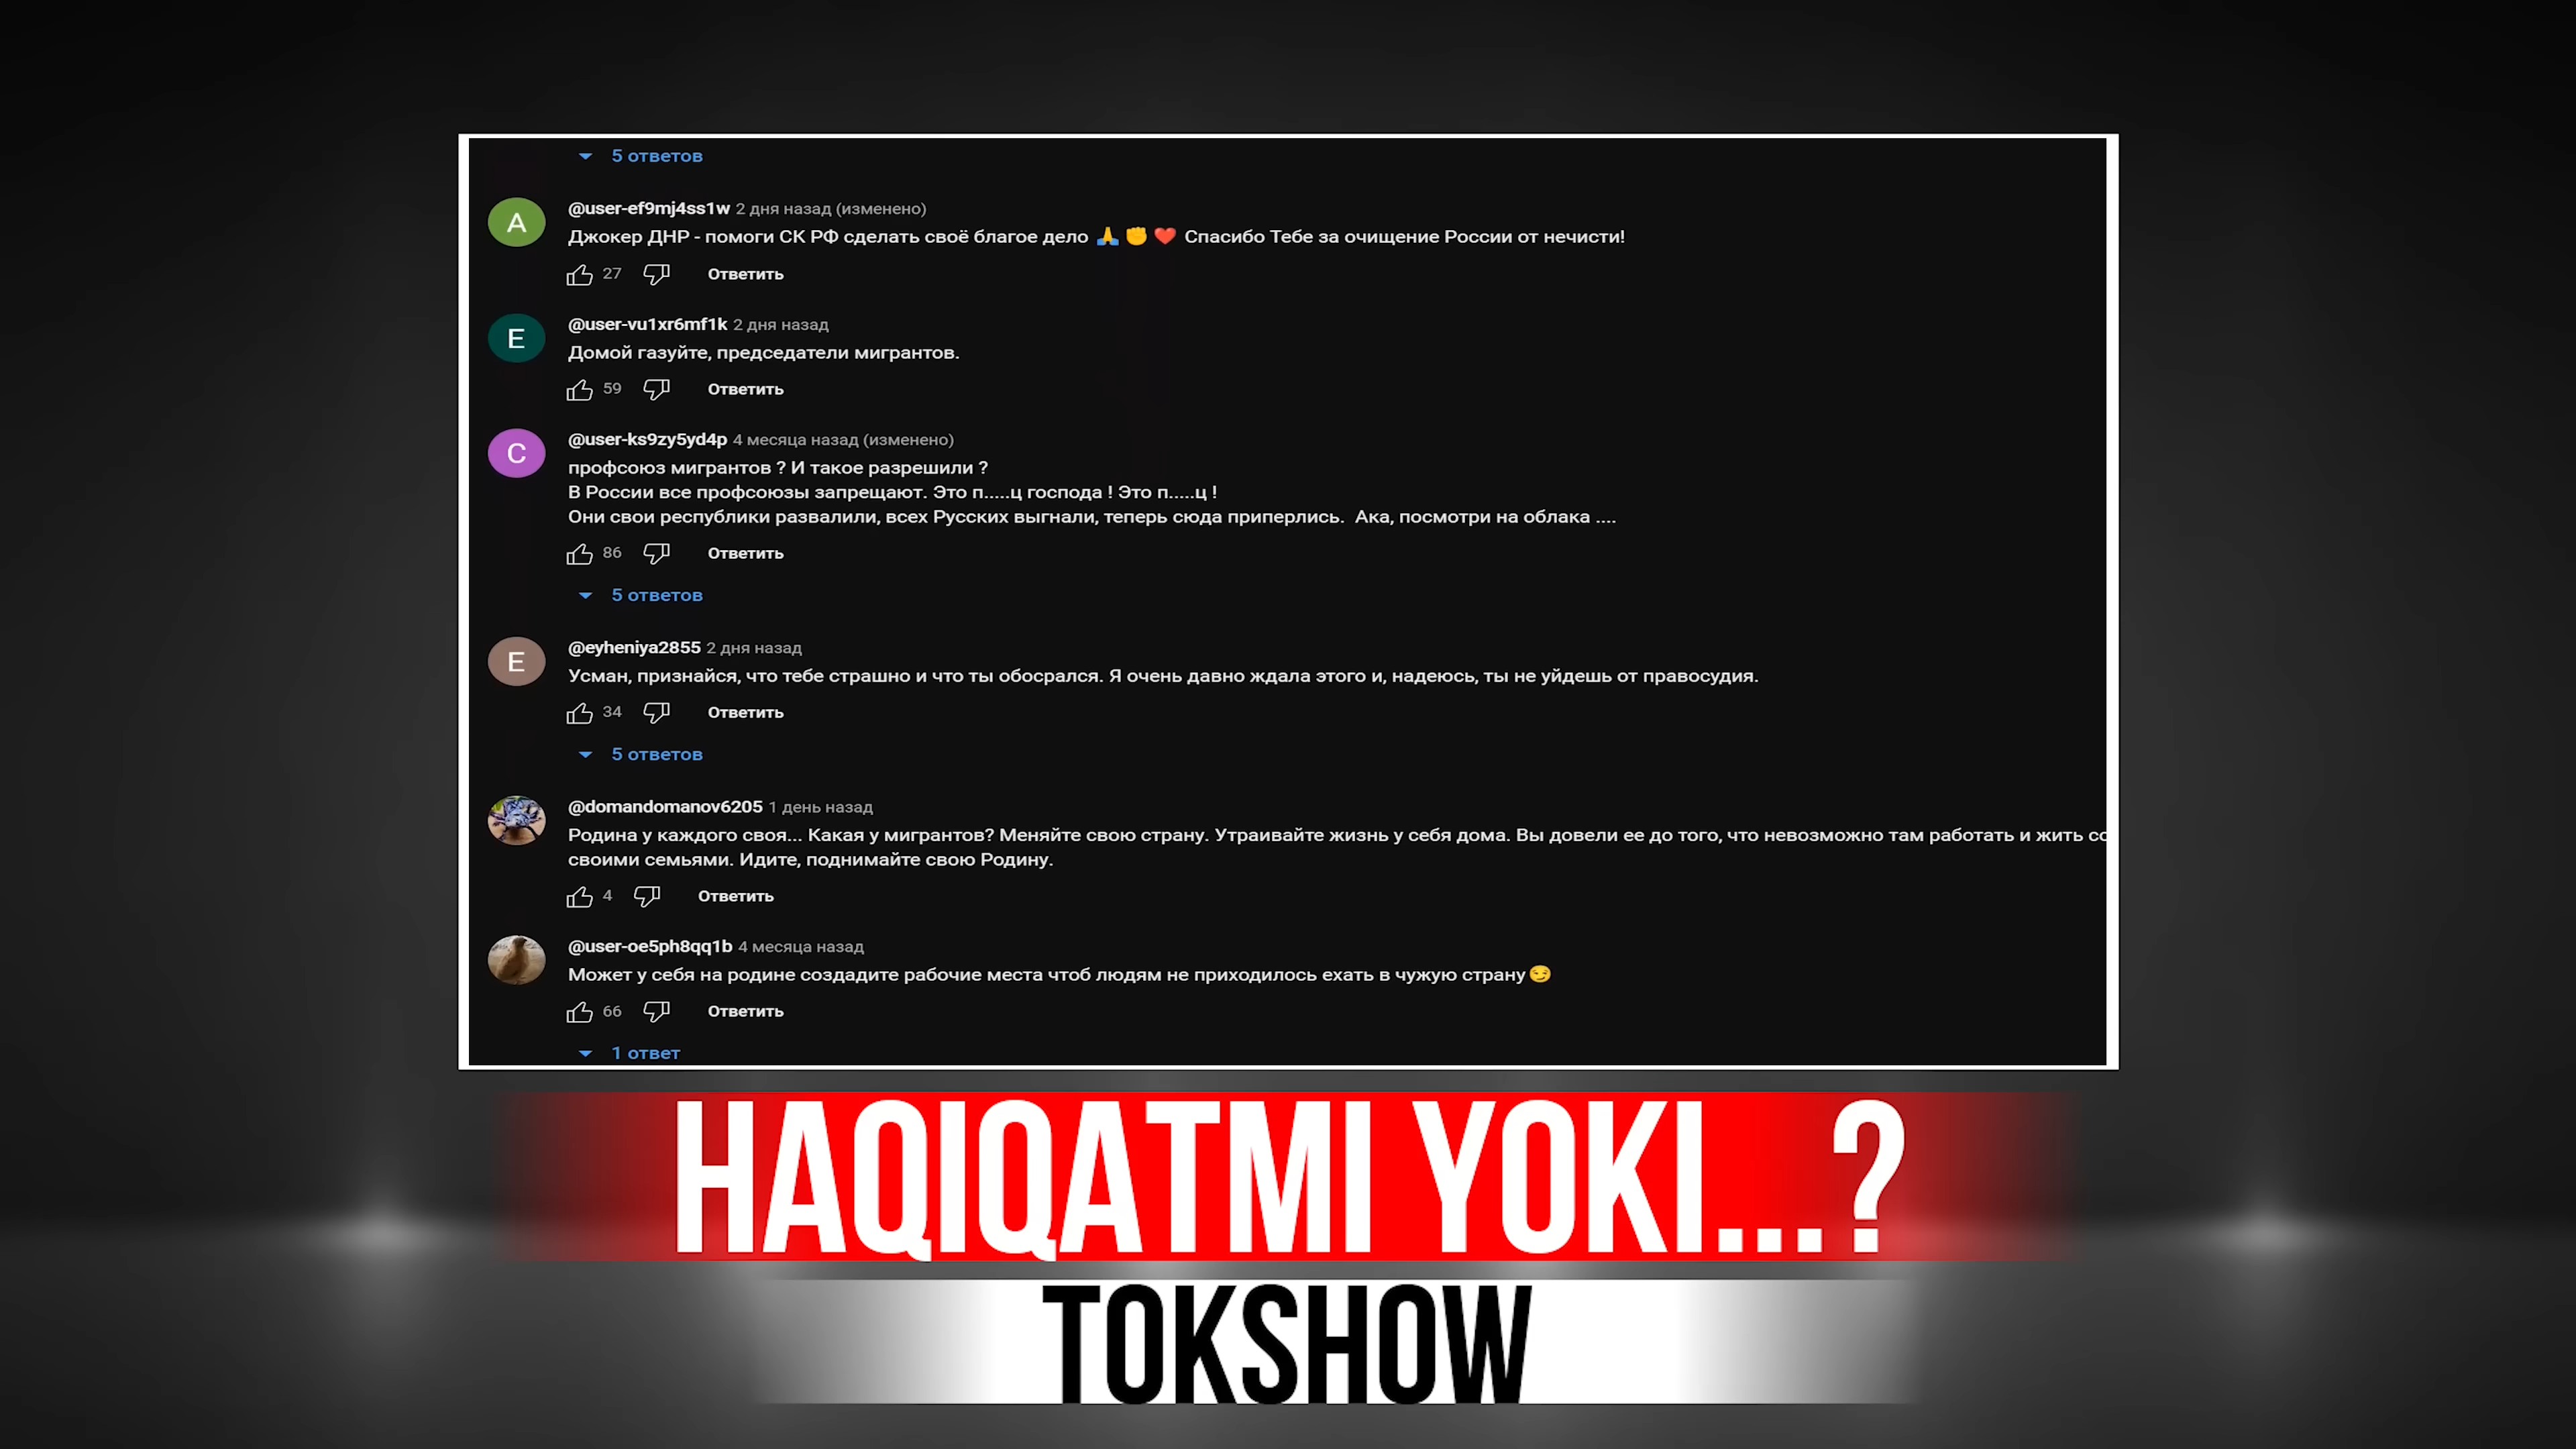 5 ответов
A
@user-ef9mj4ss1w 2 дня назад (изменено)
Джокер ДНР - помоги СК РФ сделать своё благое дело 🙏 ✊ ❤️ Спасибо Тебе за очищение России от нечисти!
27 Ответить
E
@user-vu1xr6mf1k 2 дня назад
Домой газуйте, председатели мигрантов.
59 Ответить
C
@user-ks9zy5yd4p 4 месяца назад (изменено)
профсоюз мигрантов ? И такое разрешили ?
В России все профсоюзы запрещают. Это п.....ц господа ! Это п.....ц !
Они свои республики развалили, всех Русских выгнали, теперь сюда приперлись. Ака, посмотри на облака ....
86 Ответить
5 ответов
E
@eyheniya2855 2 дня назад
Усман, признайся, что тебе страшно и что ты обосрался. Я очень давно ждала этого и, надеюсь, ты не уйдешь от правосудия.
34 Ответить
5 ответов
@domandomanov6205 1 день назад
Родина у каждого своя... Какая у мигрантов? Меняйте свою страну. Утраивайте жизнь у себя дома. Вы довели ее до того, что невозможно там работать и жить со
своими семьями. Идите, поднимайте свою Родину.
4 Ответить
@user-oe5ph8qq1b 4 месяца назад
Может у себя на родине создадите рабочие места чтоб людям не приходилось ехать в чужую страну😏
66 Ответить
1 ответ
HAQIQATMI YOKI...?
TOKSHOW